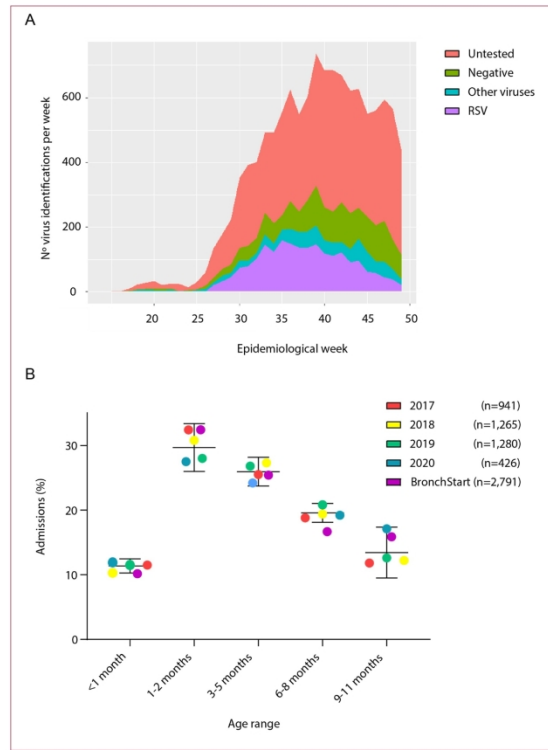 A
Untested
Negative
Other viruses
RSV
Nº virus identifications per week
600
400
200
0
20
25
30
35
40
45
50
Epidemiological week
B
2017 (n=941)
2018 (n=1,265)
2019 (n=1,280)
2020 (n=426)
BronchStart (n=2,791)
Admissions (%)
30
20
10
0
<1 month
1-2 months
3-5 months
6-8 months
9-11 months
Age range